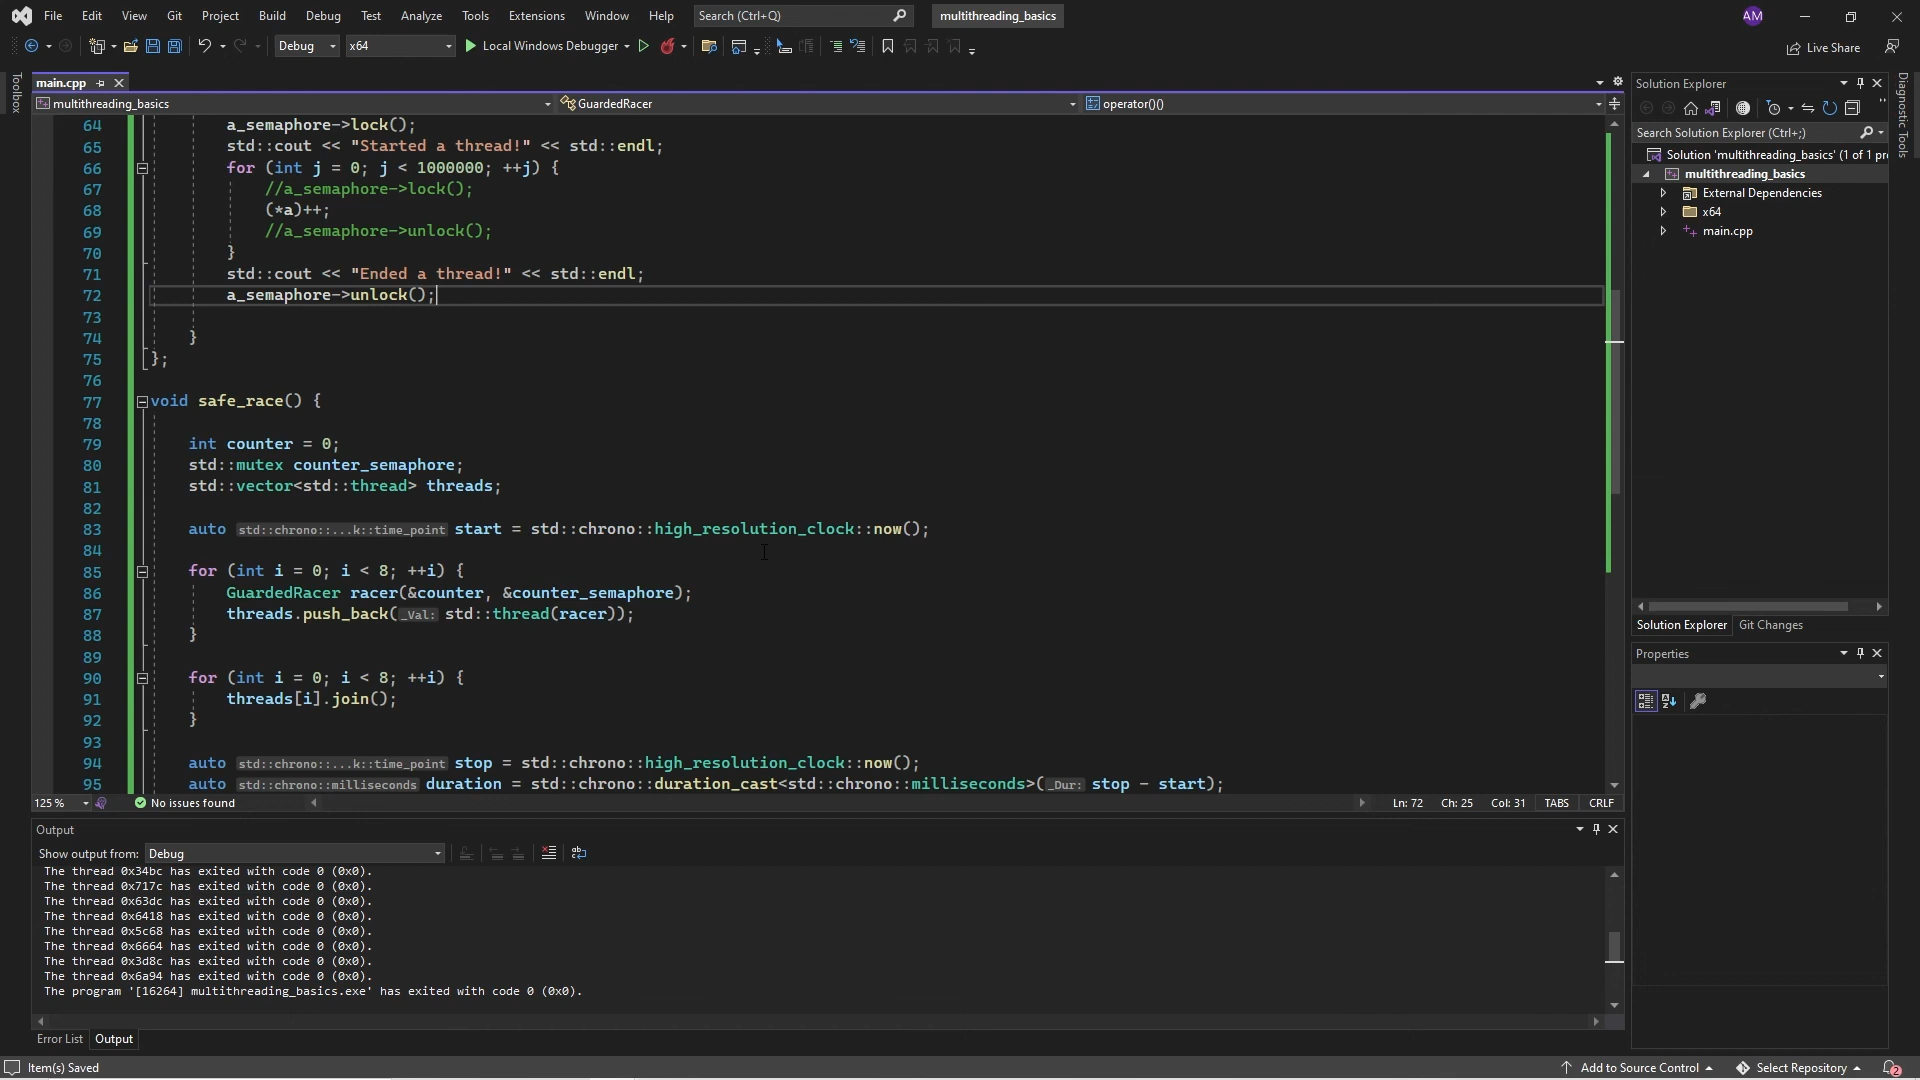 File Edit View Git Project Build Debug Test Analyze Tools Extensions Window Help Search (Ctrl+Q) multithreading_basics AM
Debug x64 Local Windows Debugger Live Share
Toolbox
main.cpp
multithreading_basics GuardedRacer operator()()
64 a_semaphore->lock();
65 std::cout << "Started a thread!" << std::endl;
66 for (int j = 0; j < 1000000; ++j) {
67 //a_semaphore->lock();
68 (*a)++;
69 //a_semaphore->unlock();
70 }
71 std::cout << "Ended a thread!" << std::endl;
72 a_semaphore->unlock();
73
74 }
75 };
76
77 void safe_race() {
78
79 int counter = 0;
80 std::mutex counter_semaphore;
81 std::vector<std::thread> threads;
82
83 auto std::chrono::...k::time_point start = std::chrono::high_resolution_clock::now();
84
85 for (int i = 0; i < 8; ++i) {
86 GuardedRacer racer(&counter, &counter_semaphore);
87 threads.push_back(_Val: std::thread(racer));
88 }
89
90 for (int i = 0; i < 8; ++i) {
91 threads[i].join();
92 }
93
94 auto std::chrono::...k::time_point stop = std::chrono::high_resolution_clock::now();
95 auto std::chrono::milliseconds duration = std::chrono::duration_cast<std::chrono::milliseconds>(_Dur: stop - start);
125 % No issues found Ln: 72 Ch: 25 Col: 31 TABS CRLF
Output
Show output from: Debug
The thread 0x34bc has exited with code 0 (0x0).
The thread 0x717c has exited with code 0 (0x0).
The thread 0x63dc has exited with code 0 (0x0).
The thread 0x6418 has exited with code 0 (0x0).
The thread 0x5c68 has exited with code 0 (0x0).
The thread 0x6664 has exited with code 0 (0x0).
The thread 0x3d8c has exited with code 0 (0x0).
The thread 0x6a94 has exited with code 0 (0x0).
The program '[16264] multithreading_basics.exe' has exited with code 0 (0x0).
Error List Output
Solution Explorer
Search Solution Explorer (Ctrl+;)
Solution 'multithreading_basics' (1 of 1 pr
multithreading_basics
External Dependencies
x64
main.cpp
Solution Explorer Git Changes
Properties
Diagnostic Tools
Item(s) Saved Add to Source Control Select Repository 2